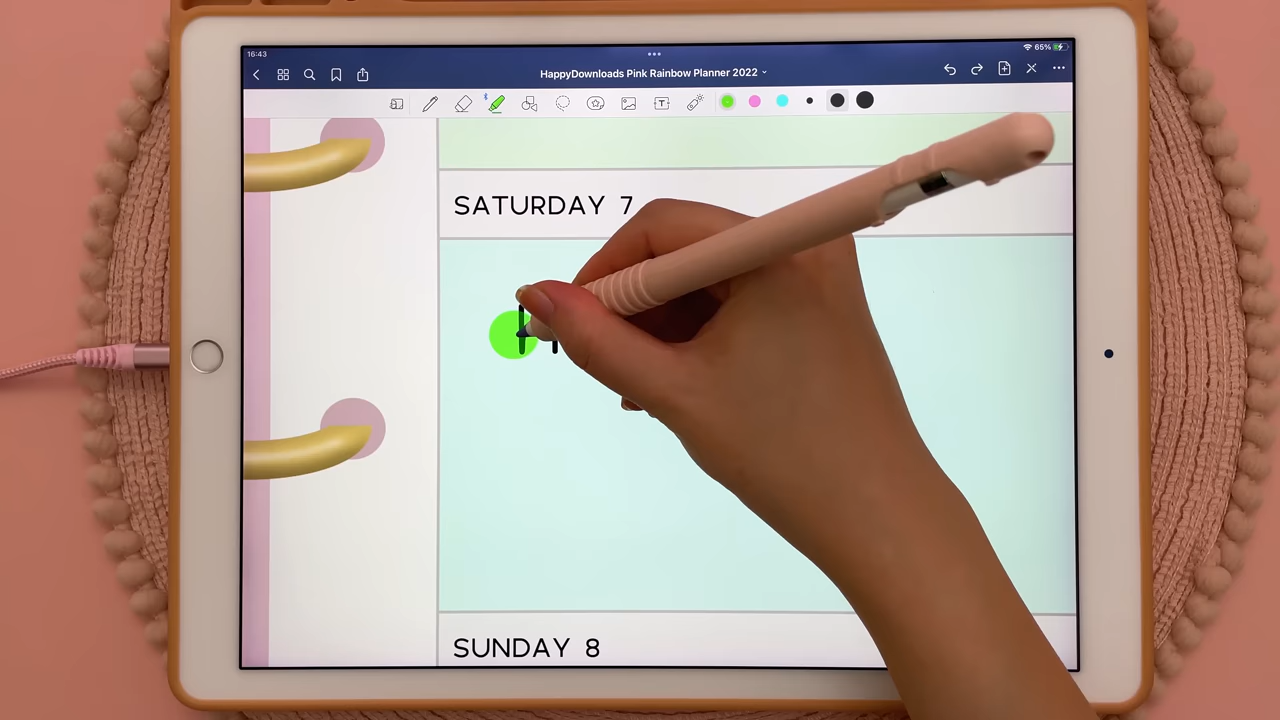 16:43
65%
HappyDownloads Pink Rainbow Planner 2022
T
SATURDAY 7
SUNDAY 8